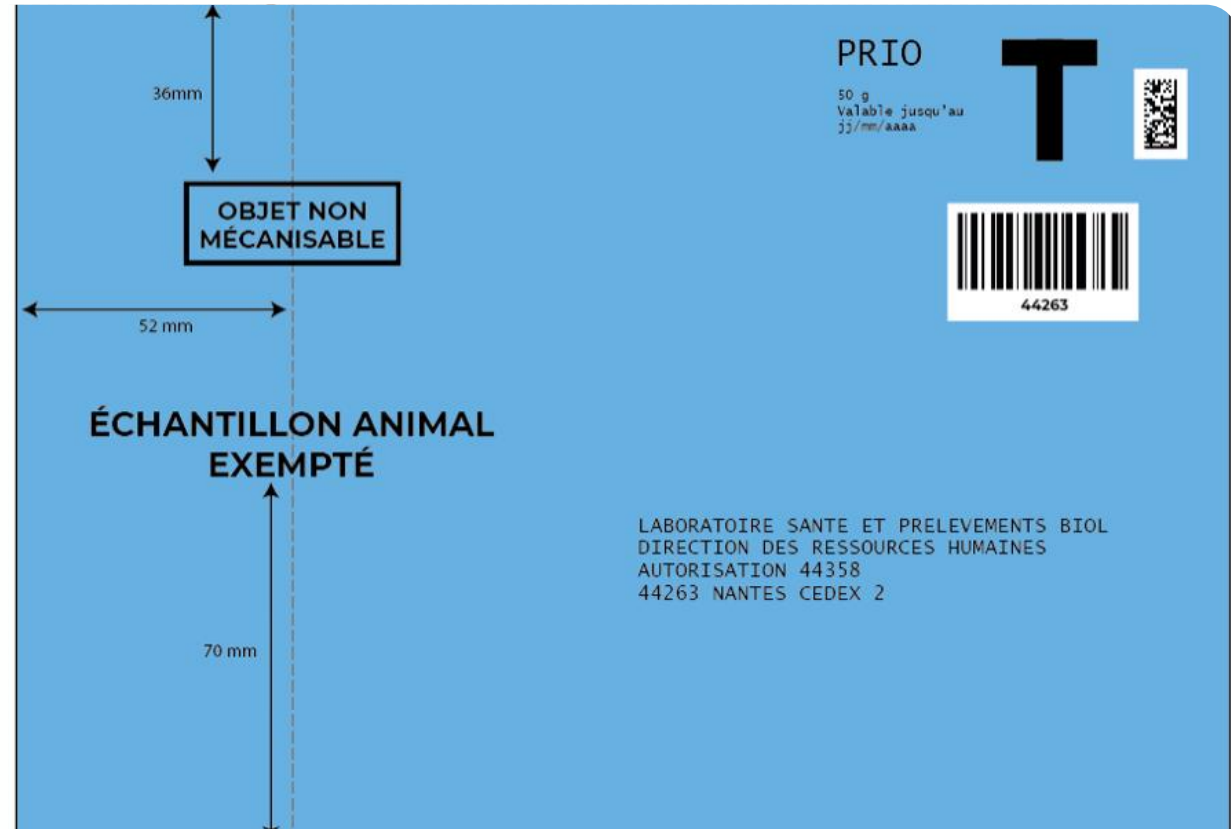 PRIO
T
50 g
Valable jusqu'au
jj/mm/aaaa
36mm
OBJET NON
MÉCANISABLE
44263
52 mm
ÉCHANTILLON ANIMAL
EXEMPTÉ
LABORATOIRE SANTE ET PRELEVEMENTS BIOL
DIRECTION DES RESSOURCES HUMAINES
AUTORISATION 44358
44263 NANTES CEDEX 2
70 mm